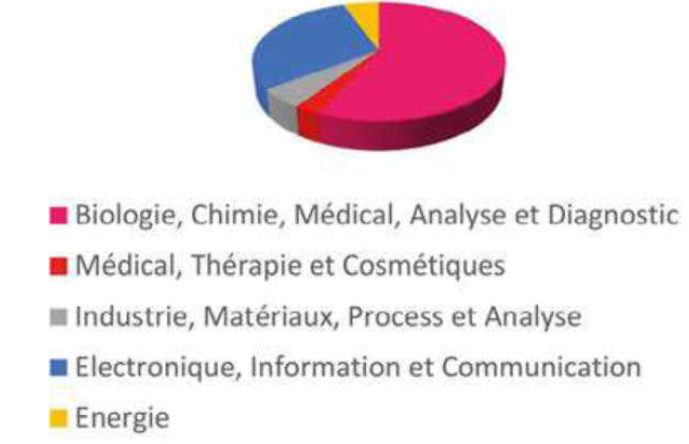 Biologie, Chimie, Médical, Analyse et Diagnostic
Médical, Thérapie et Cosmétiques
Industrie, Matériaux, Process et Analyse
Electronique, Information et Communication
Energie